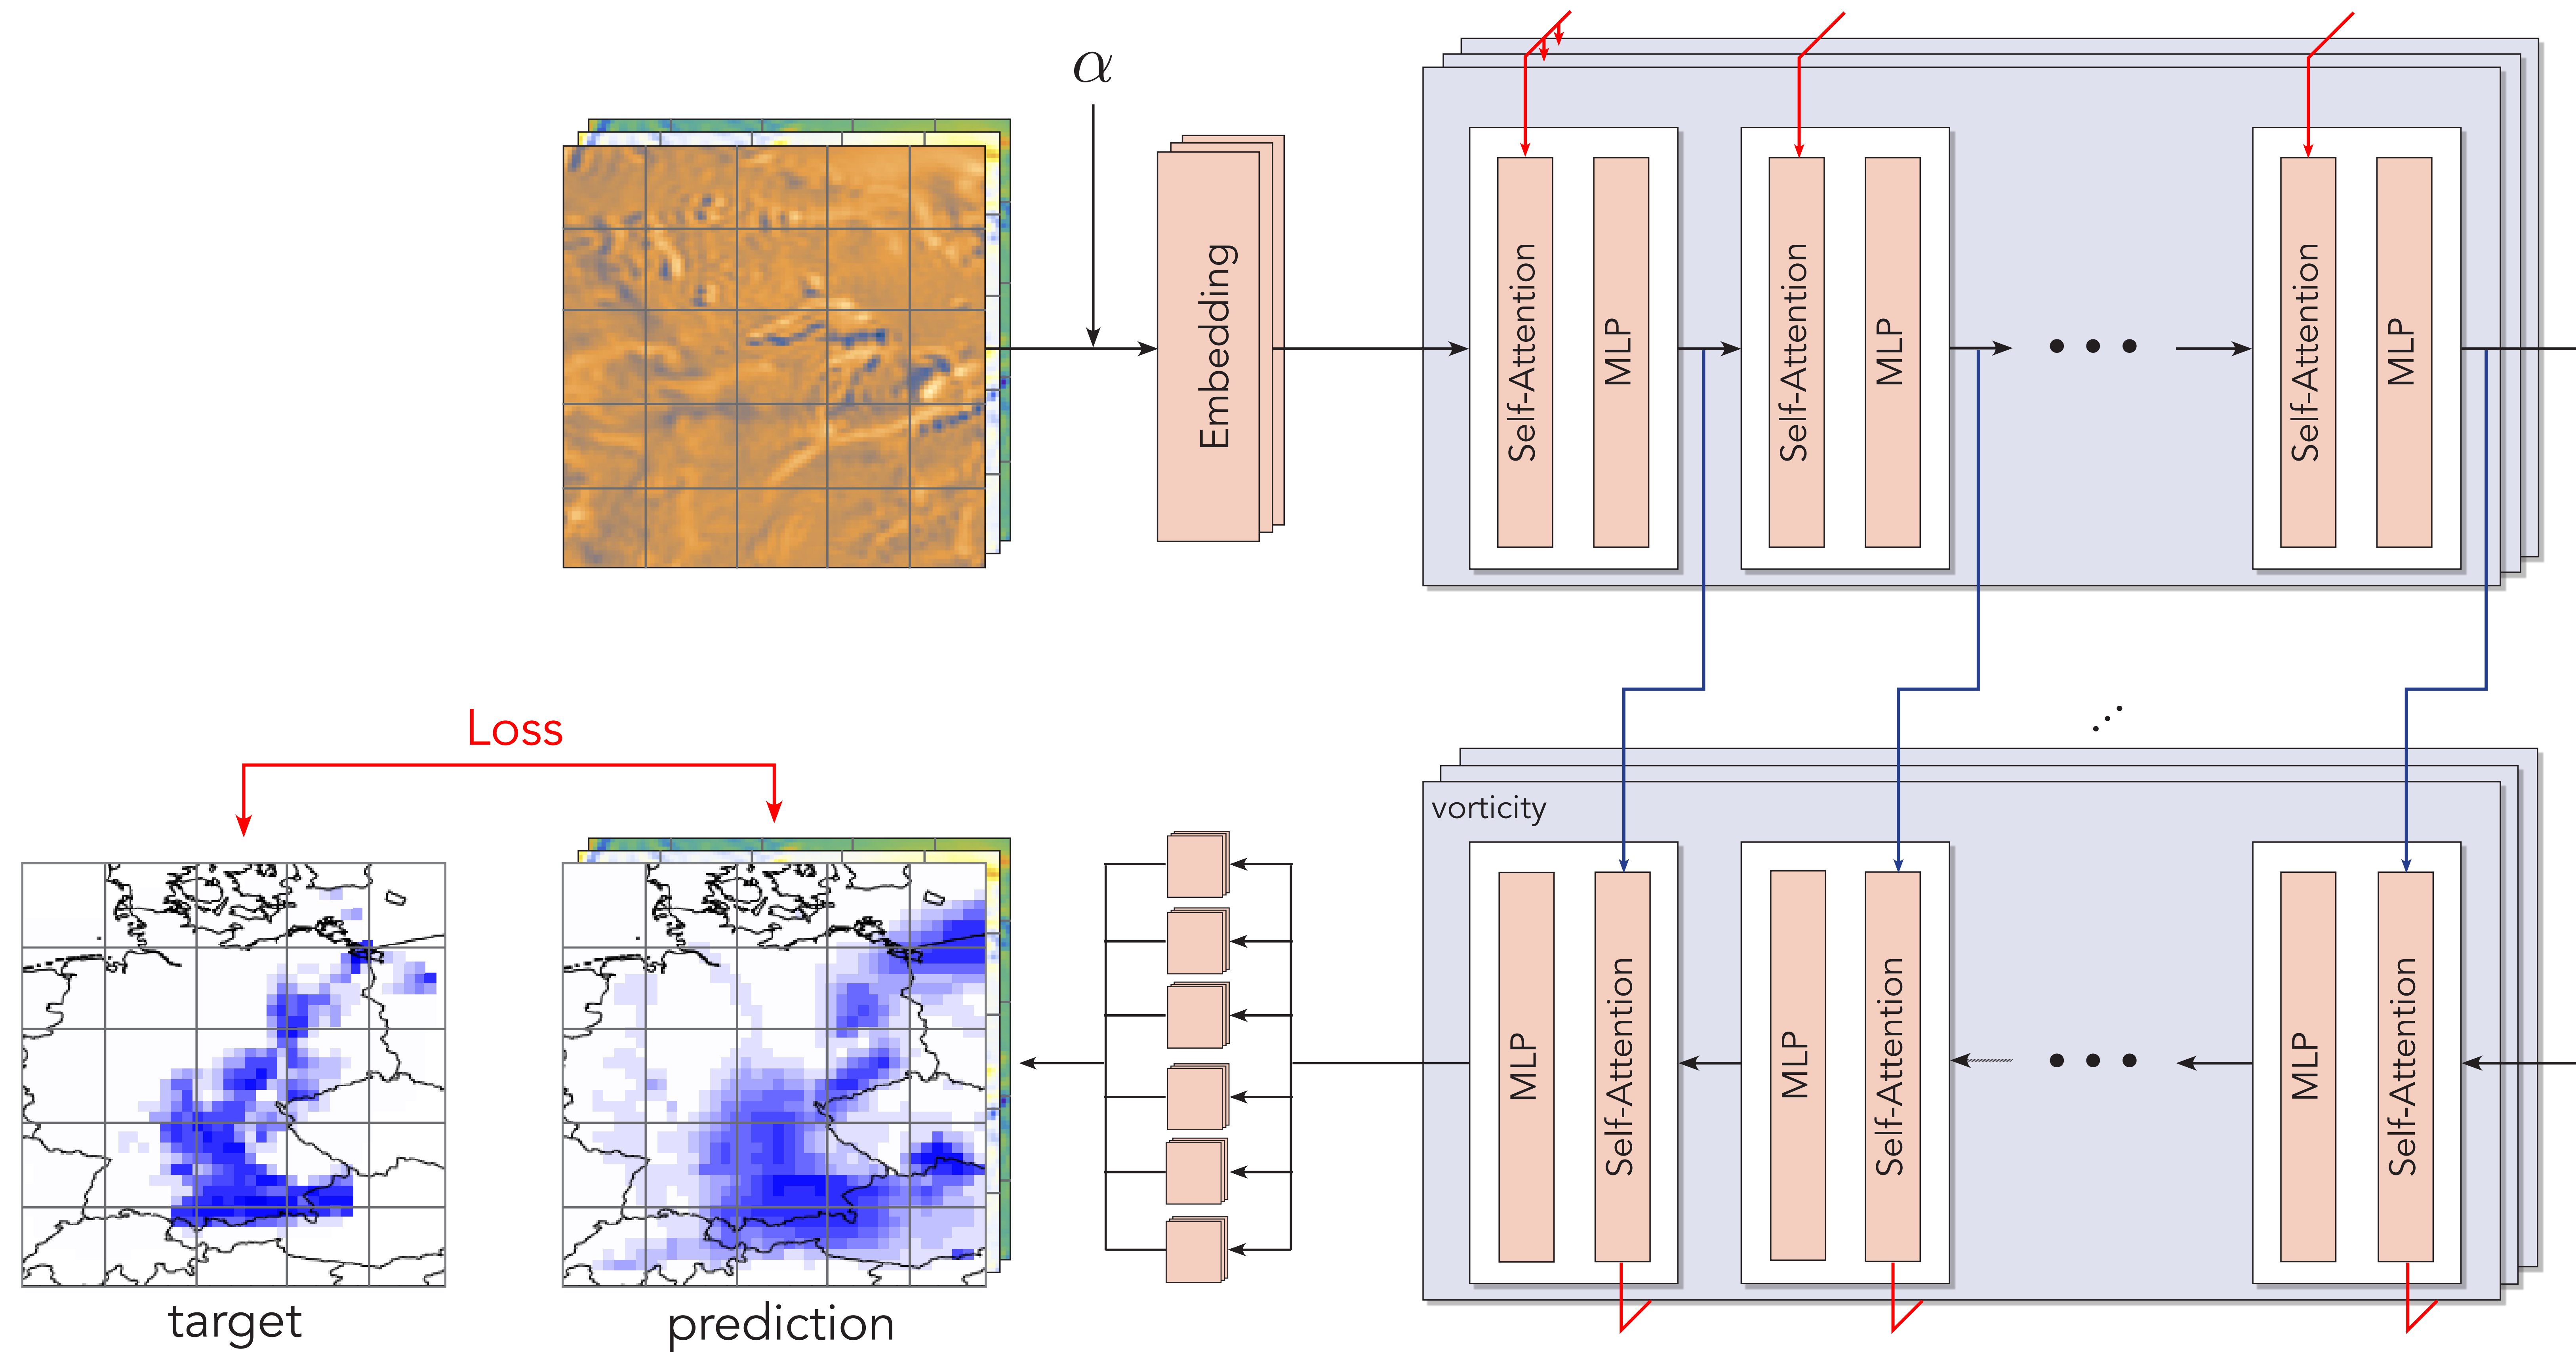 α
Embedding
Self-Attention
MLP
Self-Attention
MLP
Self-Attention
MLP
Loss
vorticity
MLP
Self-Attention
MLP
Self-Attention
MLP
Self-Attention
target
prediction